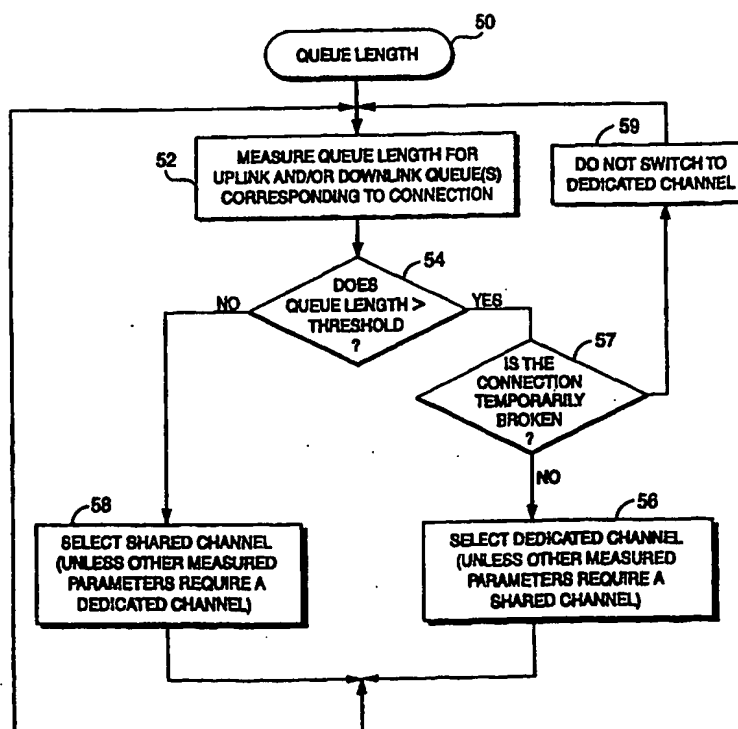 50
QUEUE LENGTH
59
52
MEASURE QUEUE LENGTH FOR
UPLINK AND/OR DOWNLINK QUEUE(S)
CORRESPONDING TO CONNECTION
DO NOT SWITCH TO
DEDICATED CHANNEL
54
DOES
QUEUE LENGTH >
THRESHOLD
?
NO
YES
57
IS THE
CONNECTION
TEMPORARILY
BROKEN
?
NO
58
SELECT SHARED CHANNEL
(UNLESS OTHER MEASURED
PARAMETERS REQUIRE A
DEDICATED CHANNEL)
56
SELECT DEDICATED CHANNEL
(UNLESS OTHER MEASURED
PARAMETERS REQUIRE A
SHARED CHANNEL)